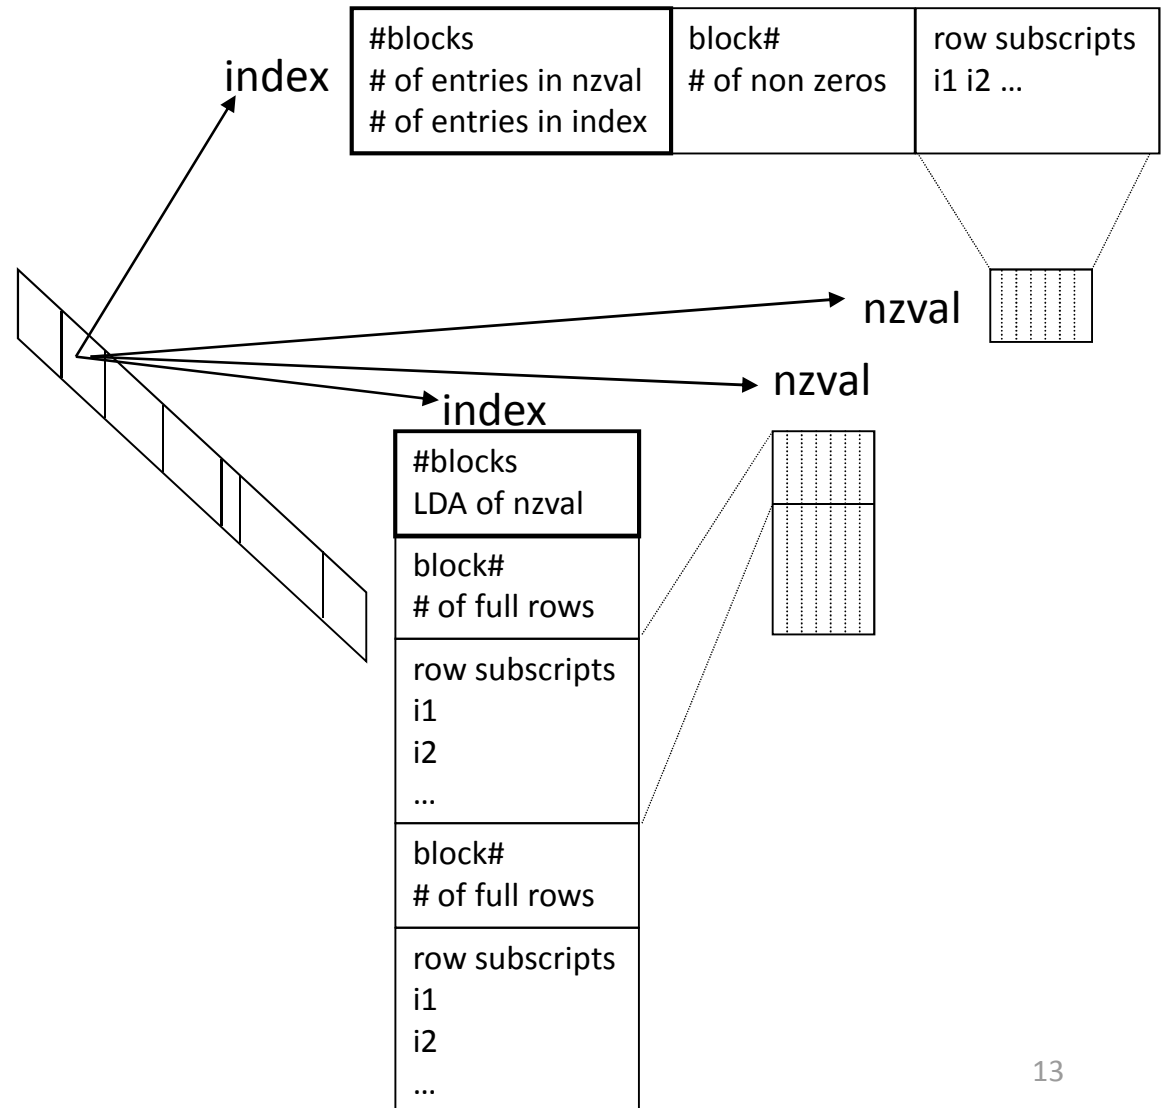 index
#blocks
# of entries in nzval
# of entries in index
block#
# of non zeros
row subscripts
i1 i2 …
nzval
nzval
index
#blocks
LDA of nzval
block#
# of full rows
row subscripts
i1
i2
…
block#
# of full rows
row subscripts
i1
i2
…
13